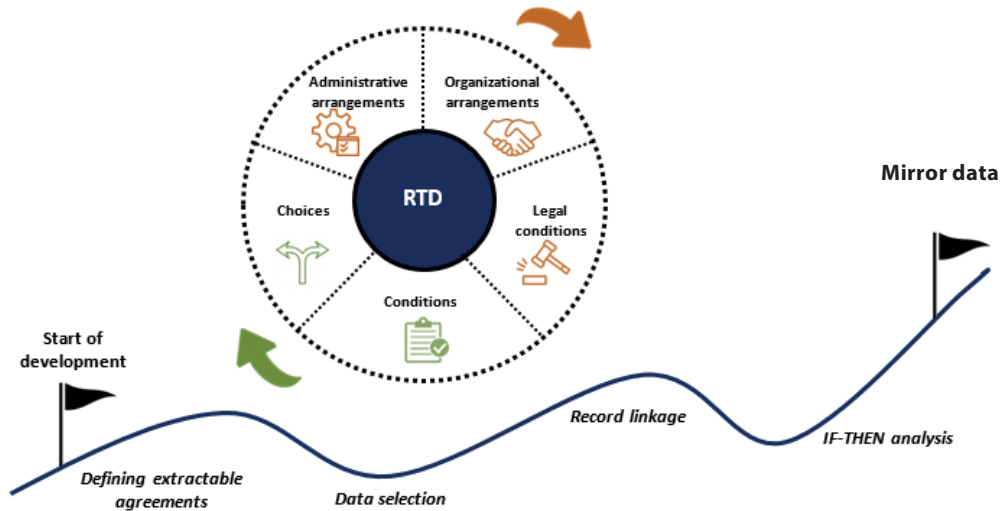 Administrative
arrangements
Organizational
arrangements
Mirror data
RTD
Choices
Legal
conditions
Conditions
Start of
development
Record linkage
IF-THEN analysis
Defining extractable
agreements
Data selection